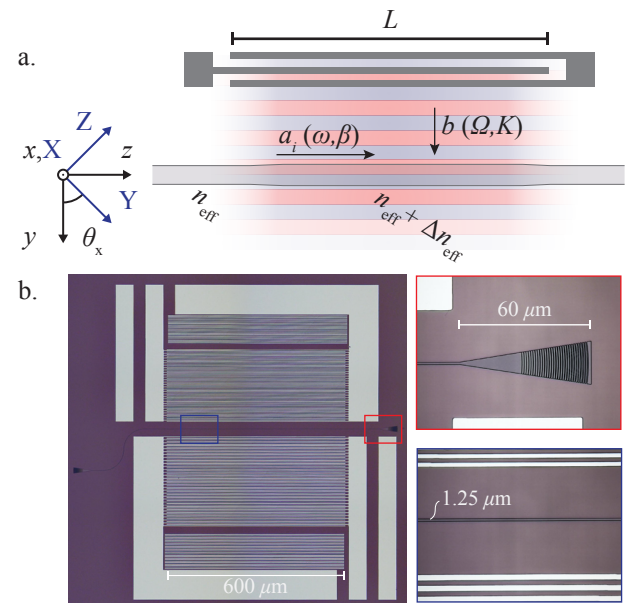 L
a.
Z
x,X
z
Y
y
θx
a_i (ω,β)
b (Ω,K)
n_eff
n_eff + Δn_eff
b.
600 μm
60 μm
1.25 μm